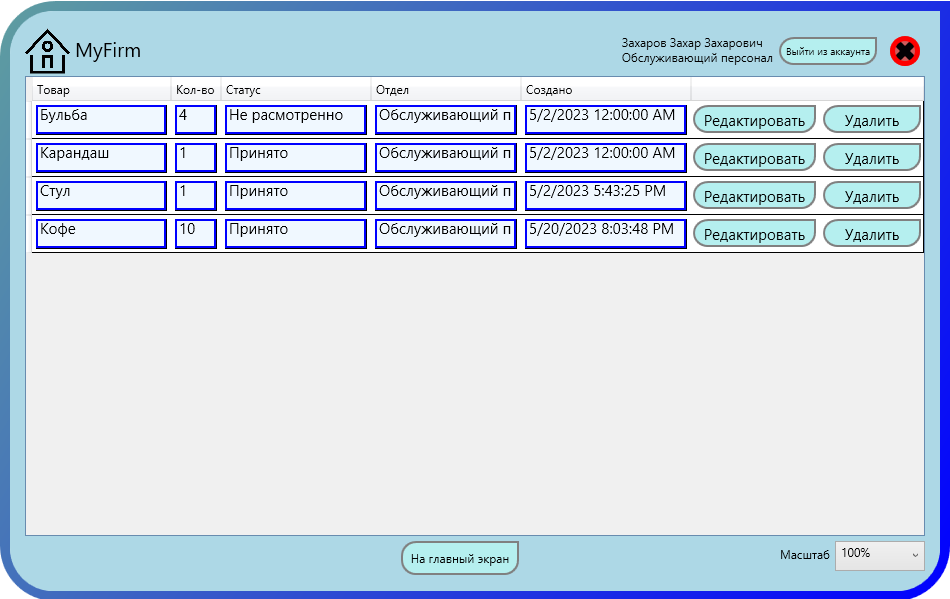 MyFirm
Захаров Захар Захарович
Обслуживающий персонал
Выйти из аккаунта
Товар Кол-во Статус Отдел Создано
Бульба 4 Не расмотренно Обслуживающий п 5/2/2023 12:00:00 AM Редактировать Удалить
Карандаш 1 Принято Обслуживающий п 5/2/2023 12:00:00 AM Редактировать Удалить
Стул 1 Принято Обслуживающий п 5/2/2023 5:43:25 PM Редактировать Удалить
Кофе 10 Принято Обслуживающий п 5/20/2023 8:03:48 PM Редактировать Удалить
На главный экран
Масштаб 100%